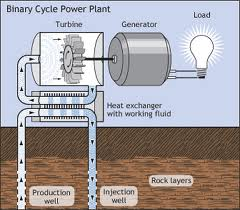 Binary Cycle Power Plant
Turbine
Generator
Load
Heat exchanger
with working fluid
Rock layers
Production
well
Injection
well